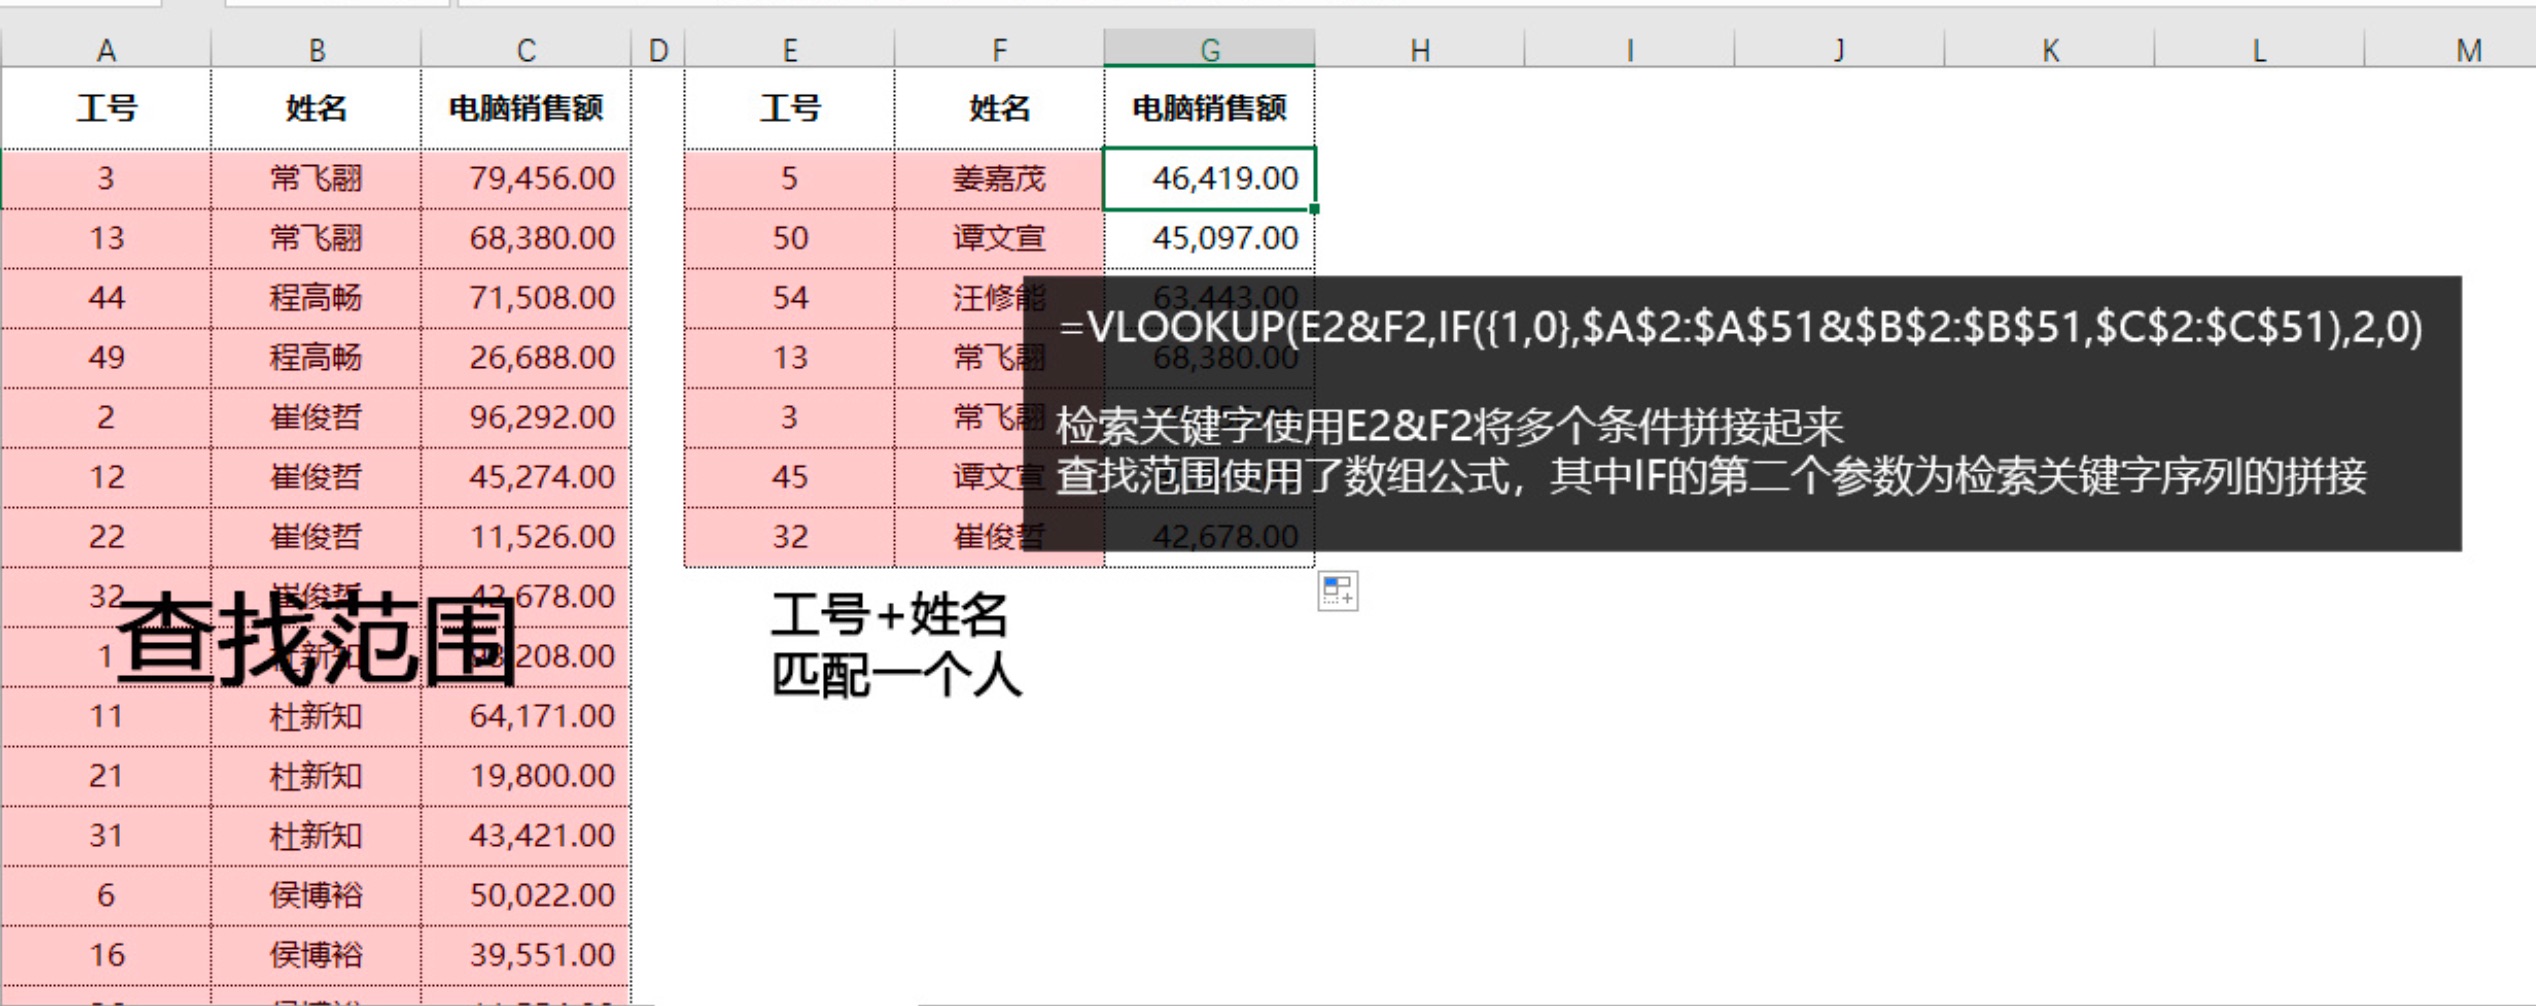 A B C D E F G H I J K L M
工号 姓名 电脑销售额 工号 姓名 电脑销售额
3 常飞翮 79,456.00 5 姜嘉茂 46,419.00
13 常飞翮 68,380.00 50 谭文宣 45,097.00
44 程高畅 71,508.00 54 汪修能 63,443.00
=VLOOKUP(E2&F2,IF({1,0},$A$2:$A$51&$B$2:$B$51,$C$2:$C$51),2,0)
49 程高畅 26,688.00 13 常飞翮 68,380.00
2 崔俊哲 96,292.00 3 常飞翮
检索关键字使用E2&F2将多个条件拼接起来
查找范围使用了数组公式，其中IF的第二个参数为检索关键字序列的拼接
12 崔俊哲 45,274.00 45 谭文宣
22 崔俊哲 11,526.00 32 崔俊哲 42,678.00
32 崔俊哲 42,678.00
查找范围
工号+姓名
匹配一个人
1 杜新知
11 杜新知 64,171.00
21 杜新知 19,800.00
31 杜新知 43,421.00
6 侯博裕 50,022.00
16 侯博裕 39,551.00